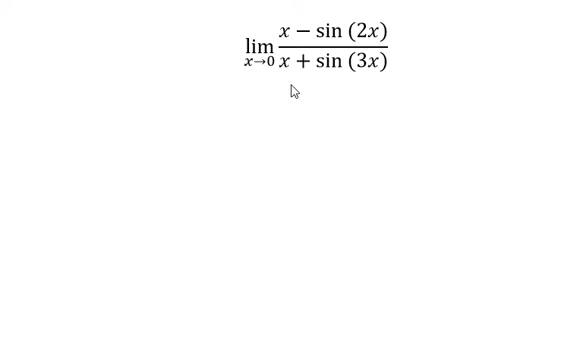 lim x→0 x − sin (2x) / x + sin (3x)